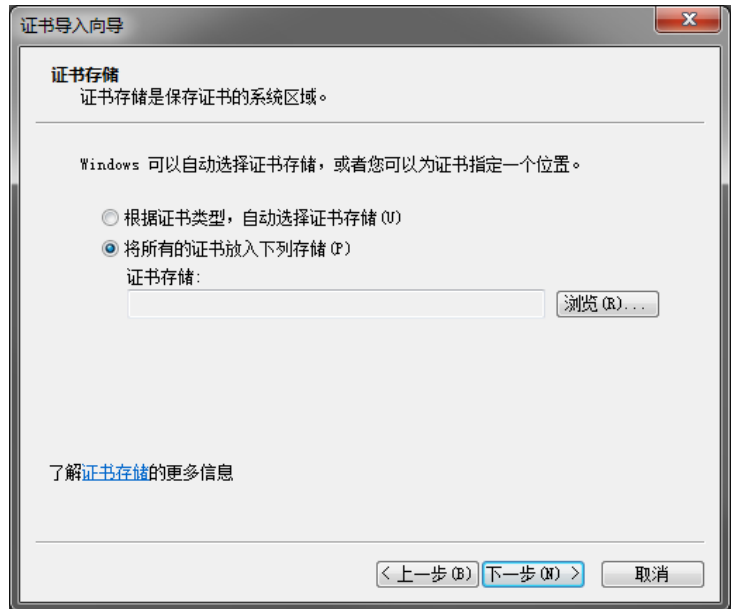 证书导入向导
证书存储
证书存储是保存证书的系统区域。
Windows 可以自动选择证书存储，或者您可以为证书指定一个位置。
根据证书类型，自动选择证书存储(U)
将所有的证书放入下列存储(P)
证书存储:
浏览(R)...
了解证书存储的更多信息
< 上一步(B) 下一步(N) > 取消